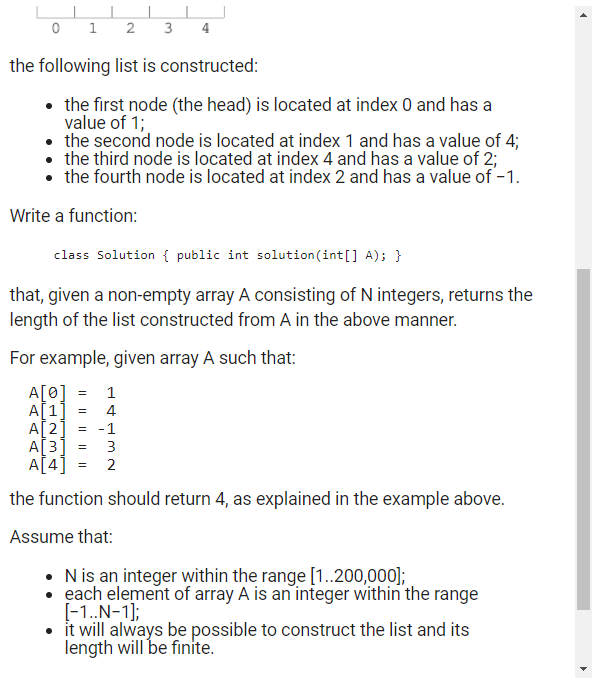 0 1 2 3 4
the following list is constructed:
• the first node (the head) is located at index 0 and has a
value of 1;
• the second node is located at index 1 and has a value of 4;
• the third node is located at index 4 and has a value of 2;
• the fourth node is located at index 2 and has a value of −1.
Write a function:
class Solution { public int solution(int[] A); }
that, given a non-empty array A consisting of N integers, returns the
length of the list constructed from A in the above manner.
For example, given array A such that:
A[0] = 1
A[1] = 4
A[2] = -1
A[3] = 3
A[4] = 2
the function should return 4, as explained in the example above.
Assume that:
• N is an integer within the range [1..200,000];
• each element of array A is an integer within the range
[−1..N−1];
• it will always be possible to construct the list and its
length will be finite.